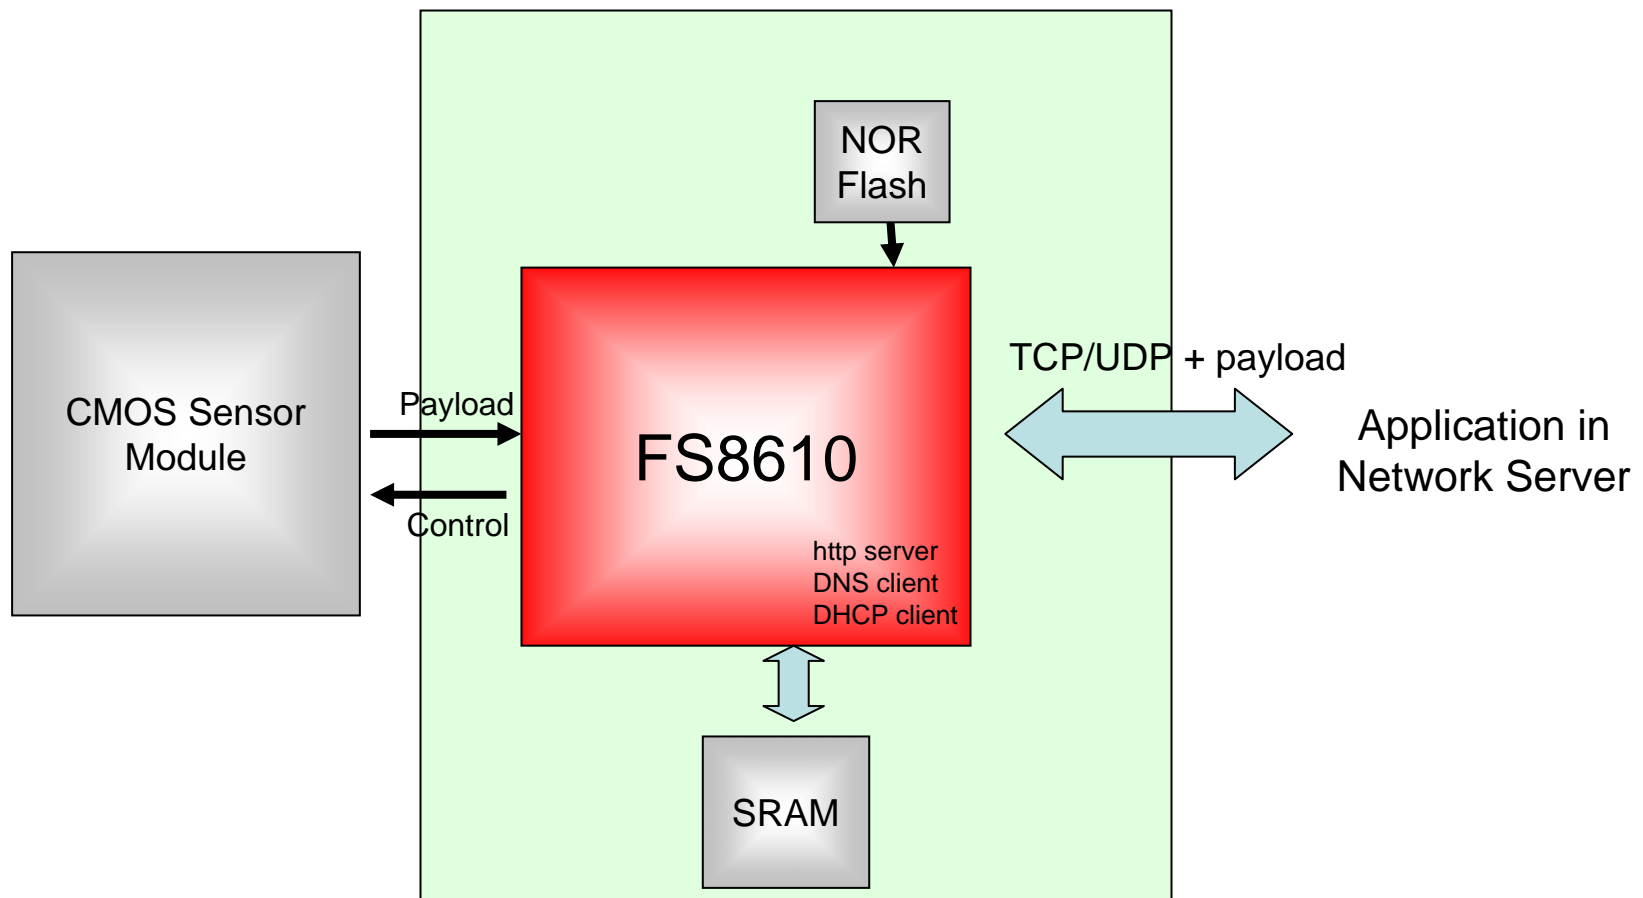 NOR
Flash
CMOS Sensor
Module
Payload
Control
FS8610
http server
DNS client
DHCP client
TCP/UDP + payload
Application in
Network Server
SRAM